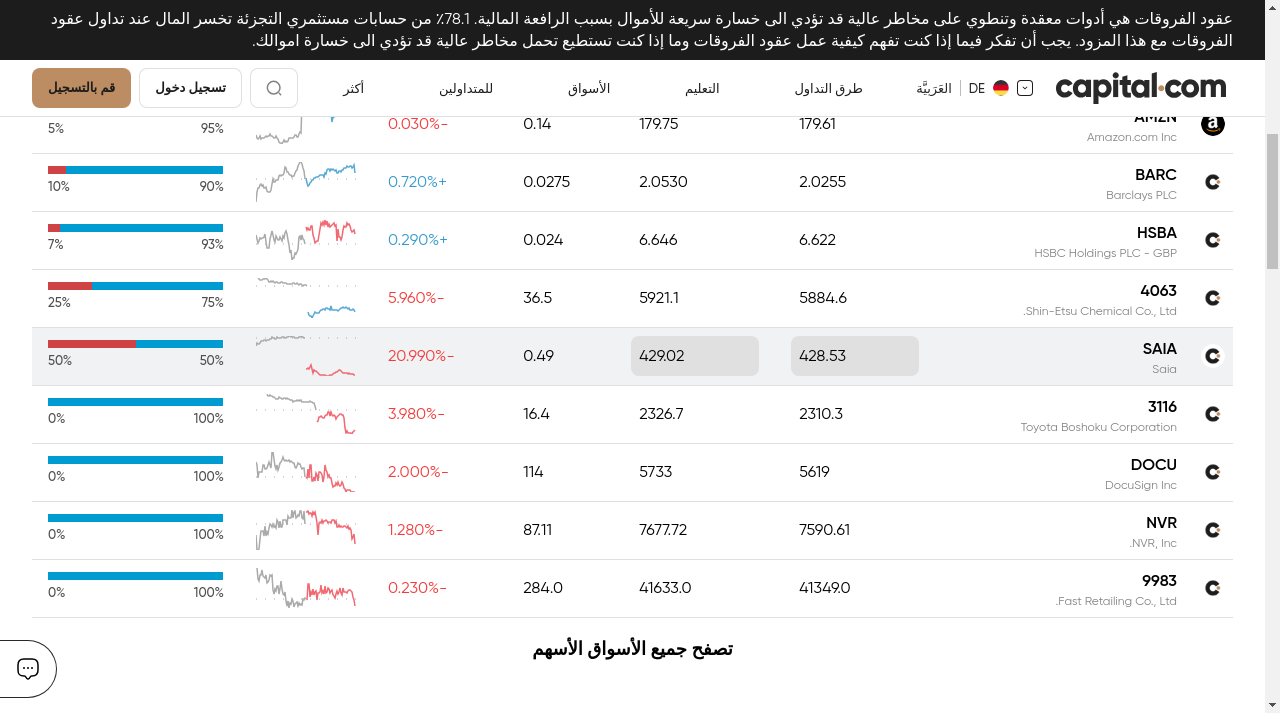 عقود الفروقات هي أدوات معقدة وتنطوي على مخاطر عالية قد تؤدي الى خسارة سريعة للأموال بسبب الرافعة المالية. 78.1٪ من حسابات مستثمري التجزئة تخسر المال عند تداول عقود
الفروقات مع هذا المزود. يجب أن تفكر فيما إذا كنت تفهم كيفية عمل عقود الفروقات وما إذا كنت تستطيع تحمل مخاطر عالية قد تؤدي الى خسارة اموالك.
capital.com DE العَرَبيَّة طرق التداول التعليم الأسواق للمتداولين أكثر تسجيل دخول قم بالتسجيل
AMZN 179.61 179.75 0.14 0.030%-
Amazon.com Inc 95% 5%
BARC 2.0255 2.0530 0.0275 0.720%+
Barclays PLC 90% 10%
HSBA 6.622 6.646 0.024 0.290%+
HSBC Holdings PLC - GBP 93% 7%
4063 5884.6 5921.1 36.5 5.960%-
.Shin-Etsu Chemical Co., Ltd 75% 25%
SAIA 428.53 429.02 0.49 20.990%-
Saia 50% 50%
3116 2310.3 2326.7 16.4 3.980%-
Toyota Boshoku Corporation 100% 0%
DOCU 5619 5733 114 2.000%-
DocuSign Inc 100% 0%
NVR 7590.61 7677.72 87.11 1.280%-
.NVR, Inc 100% 0%
9983 41349.0 41633.0 284.0 0.230%-
.Fast Retailing Co., Ltd 100% 0%
تصفح جميع الأسواق الأسهم